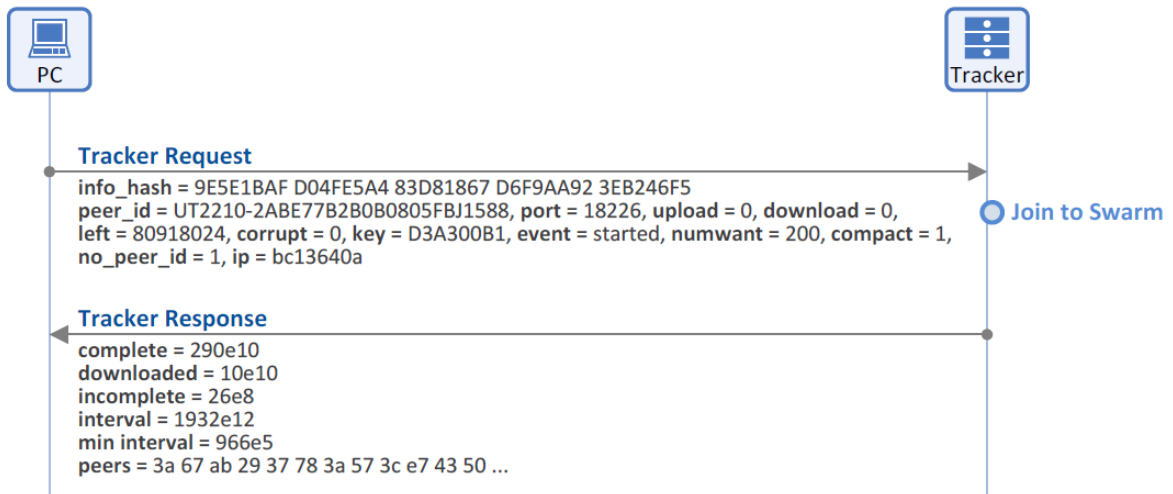 PC
Tracker
Tracker Request
info_hash = 9E5E1BAF D04FE5A4 83D81867 D6F9AA92 3EB246F5
peer_id = UT2210-2ABE77B2B0B0805FBJ1588, port = 18226, upload = 0, download = 0,
left = 80918024, corrupt = 0, key = D3A300B1, event = started, numwant = 200, compact = 1,
no_peer_id = 1, ip = bc13640a
Join to Swarm
Tracker Response
complete = 290e10
downloaded = 10e10
incomplete = 26e8
interval = 1932e12
min interval = 966e5
peers = 3a 67 ab 29 37 78 3a 57 3c e7 43 50 ...